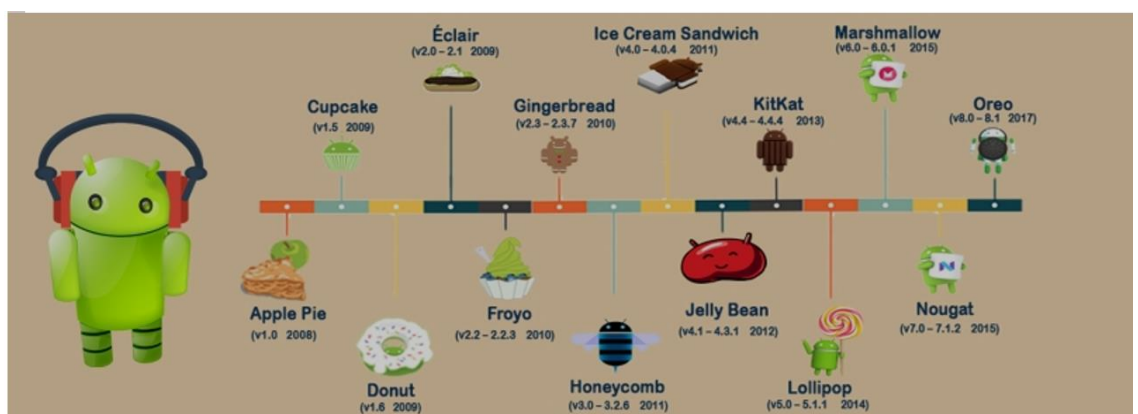 Apple Pie
(v1.0 2008)
Cupcake
(v1.5 2009)
Donut
(v1.6 2009)
Éclair
(v2.0 – 2.1 2009)
Froyo
(v2.2 – 2.2.3 2010)
Gingerbread
(v2.3 – 2.3.7 2010)
Honeycomb
(v3.0 – 3.2.6 2011)
Ice Cream Sandwich
(v4.0 – 4.0.4 2011)
Jelly Bean
(v4.1 – 4.3.1 2012)
KitKat
(v4.4 – 4.4.4 2013)
Lollipop
(v5.0 – 5.1.1 2014)
Marshmallow
(v6.0 – 6.0.1 2015)
Nougat
(v7.0 – 7.1.2 2015)
Oreo
(v8.0 – 8.1 2017)